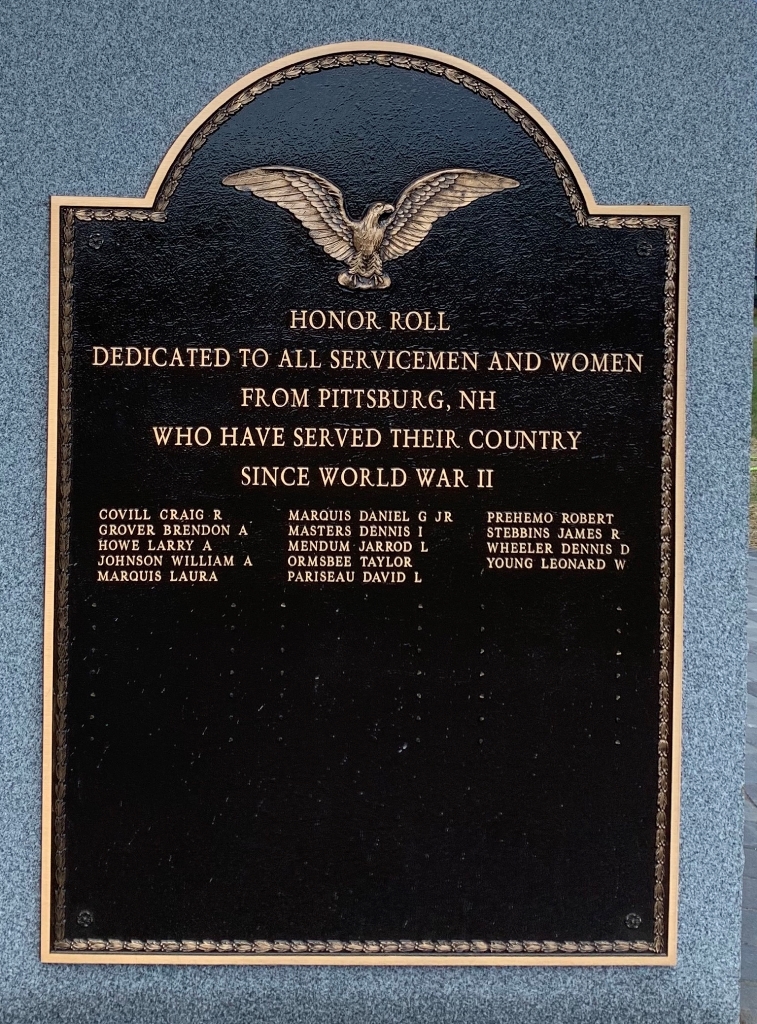 HONOR ROLL
DEDICATED TO ALL SERVICEMEN AND WOMEN
FROM PITTSBURG, NH
WHO HAVE SERVED THEIR COUNTRY
SINCE WORLD WAR II
COVILL CRAIG R
GROVER BRENDON A
HOWE LARRY A
JOHNSON WILLIAM A
MARQUIS LAURA
MARQUIS DANIEL G JR
MASTERS DENNIS I
MENDUM JARROD L
ORMSBEE TAYLOR
PARISEAU DAVID L
PREHEMO ROBERT
STEBBINS JAMES R
WHEELER DENNIS D
YOUNG LEONARD W